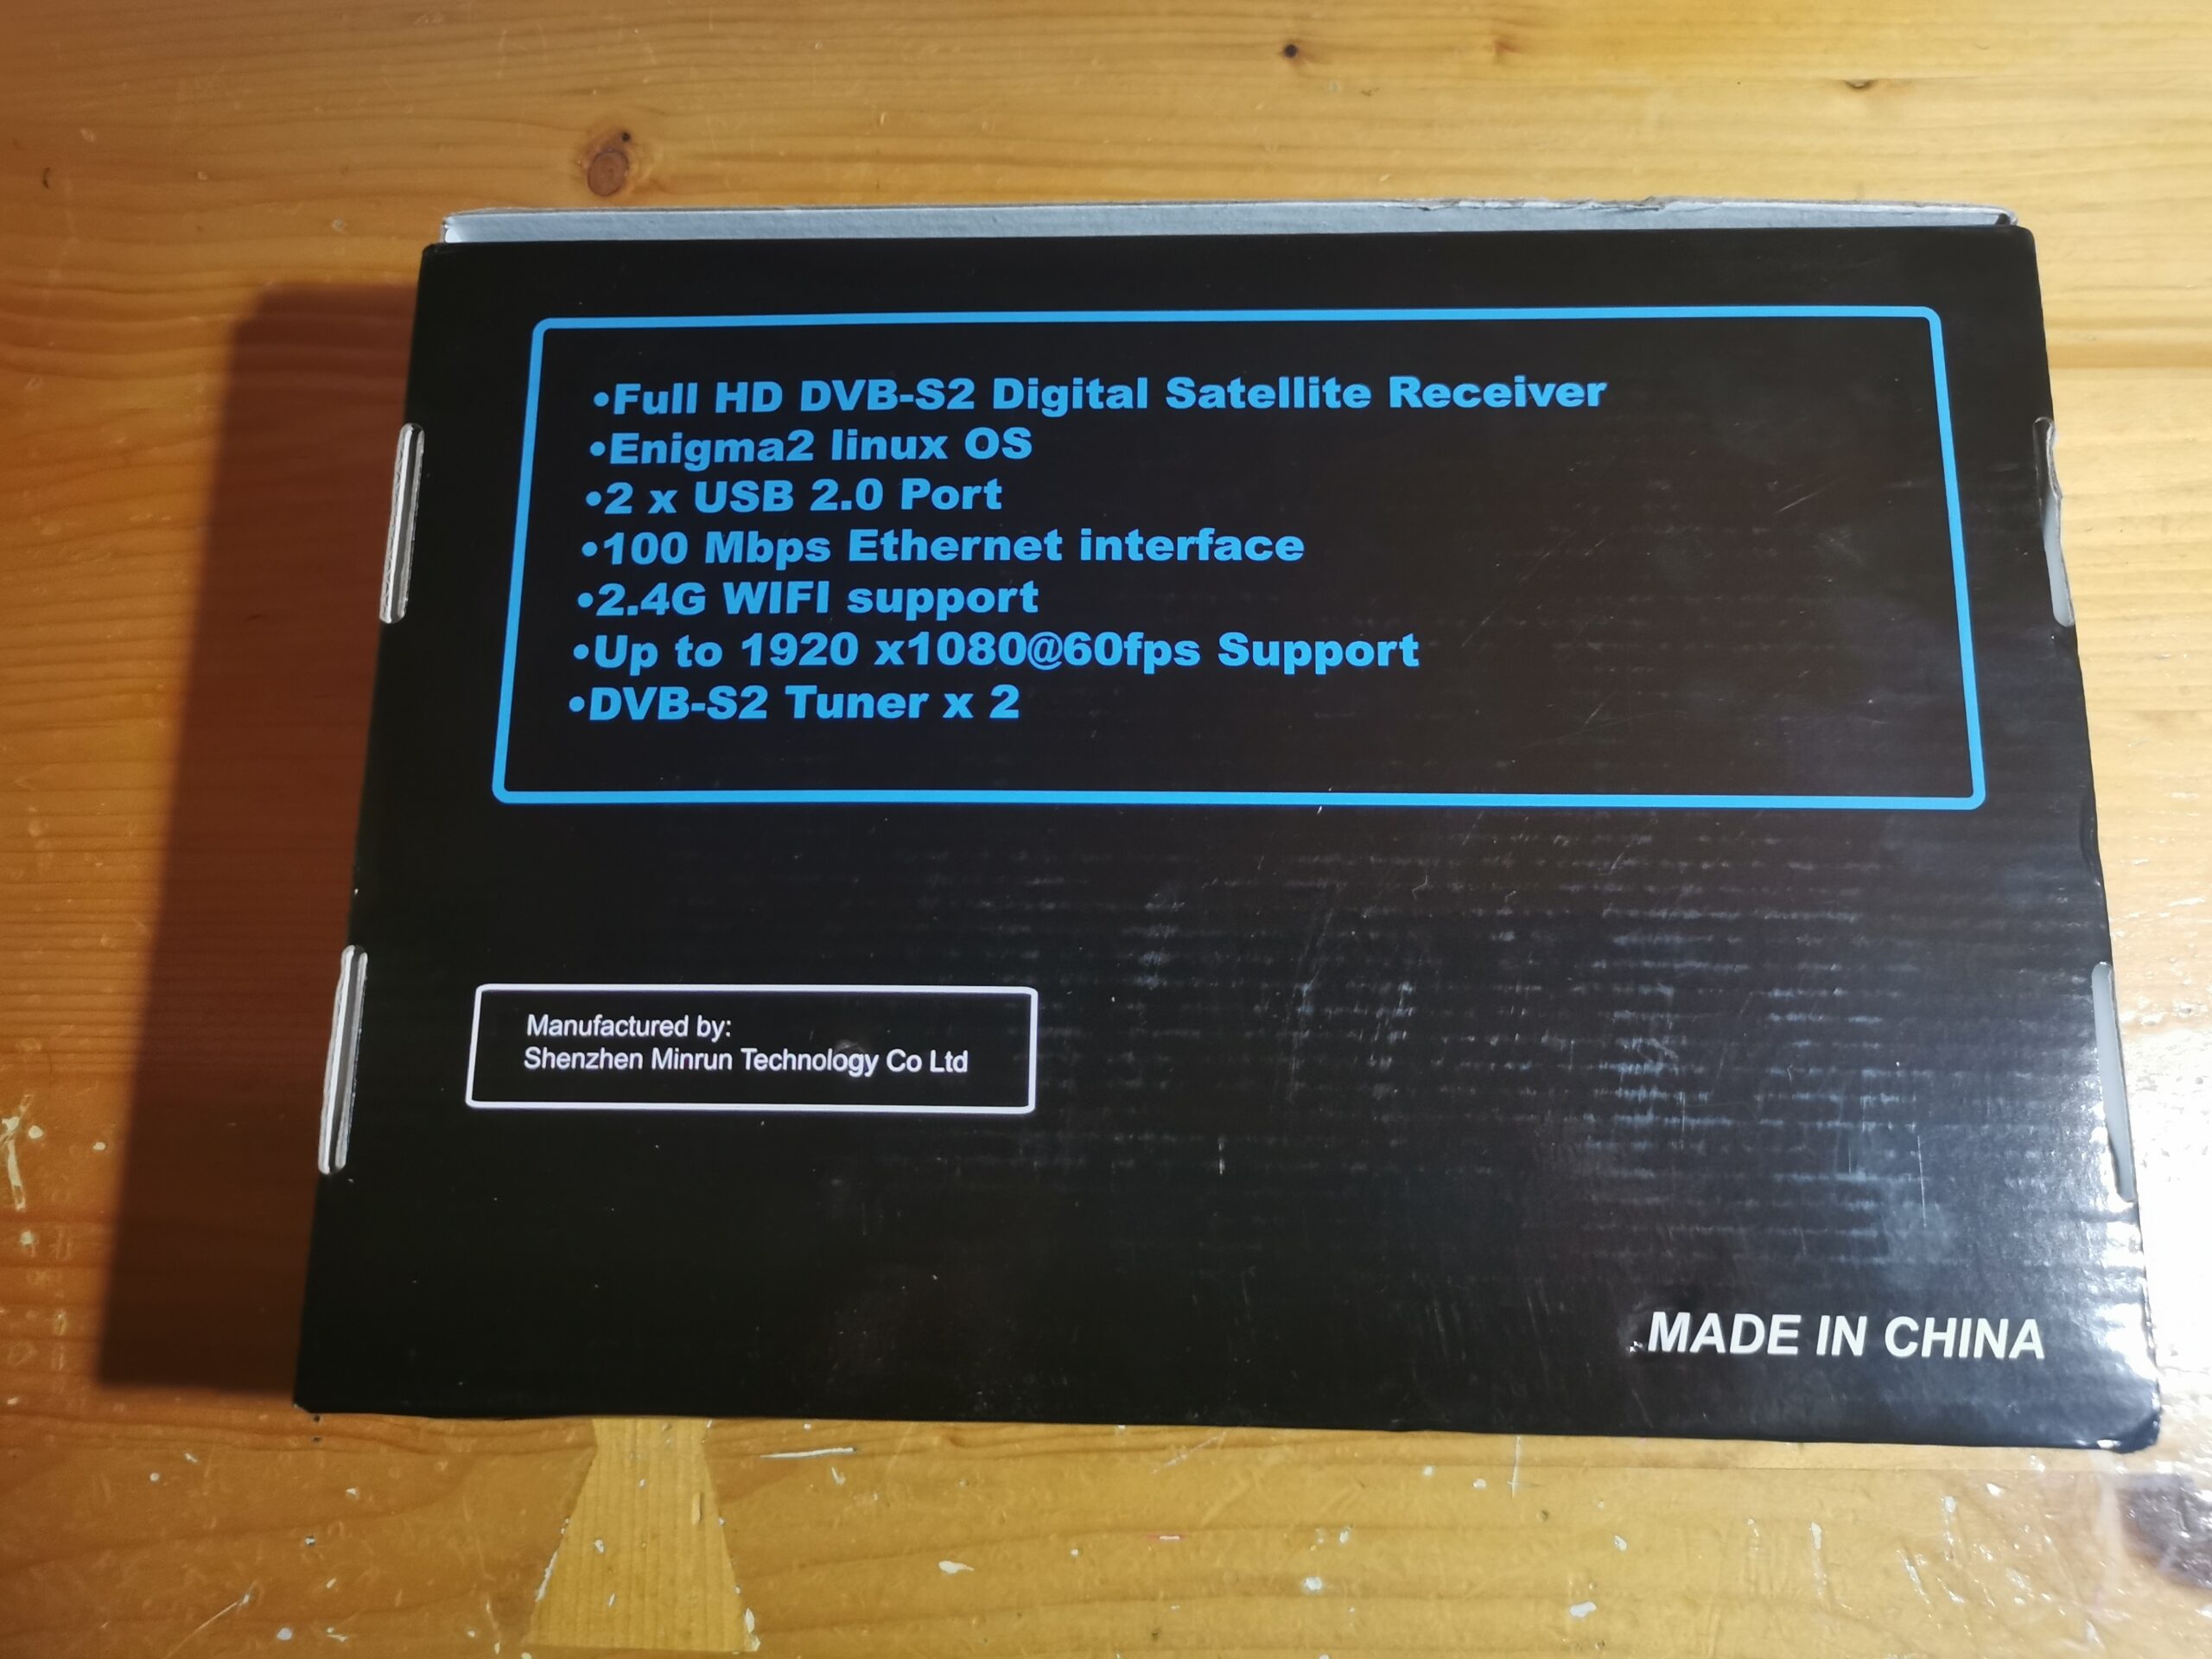 •Full HD DVB-S2 Digital Satellite Receiver
•Enigma2 linux OS
•2 x USB 2.0 Port
•100 Mbps Ethernet interface
•2.4G WIFI support
•Up to 1920 x1080@60fps Support
•DVB-S2 Tuner x 2
Manufactured by:
Shenzhen Minrun Technology Co Ltd
MADE IN CHINA